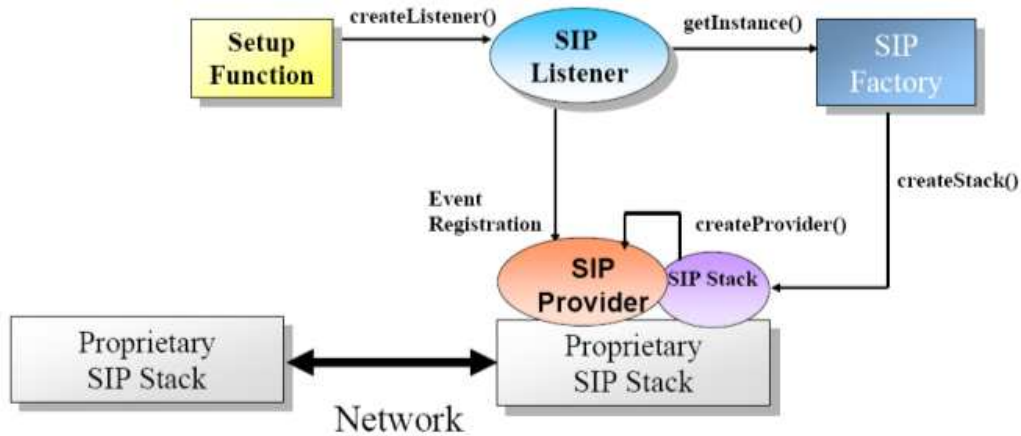 createListener()
Setup
Function
SIP
Listener
getInstance()
SIP
Factory
createStack()
Event
Registration
createProvider()
SIP
Provider
SIP Stack
Proprietary
SIP Stack
Proprietary
SIP Stack
Network